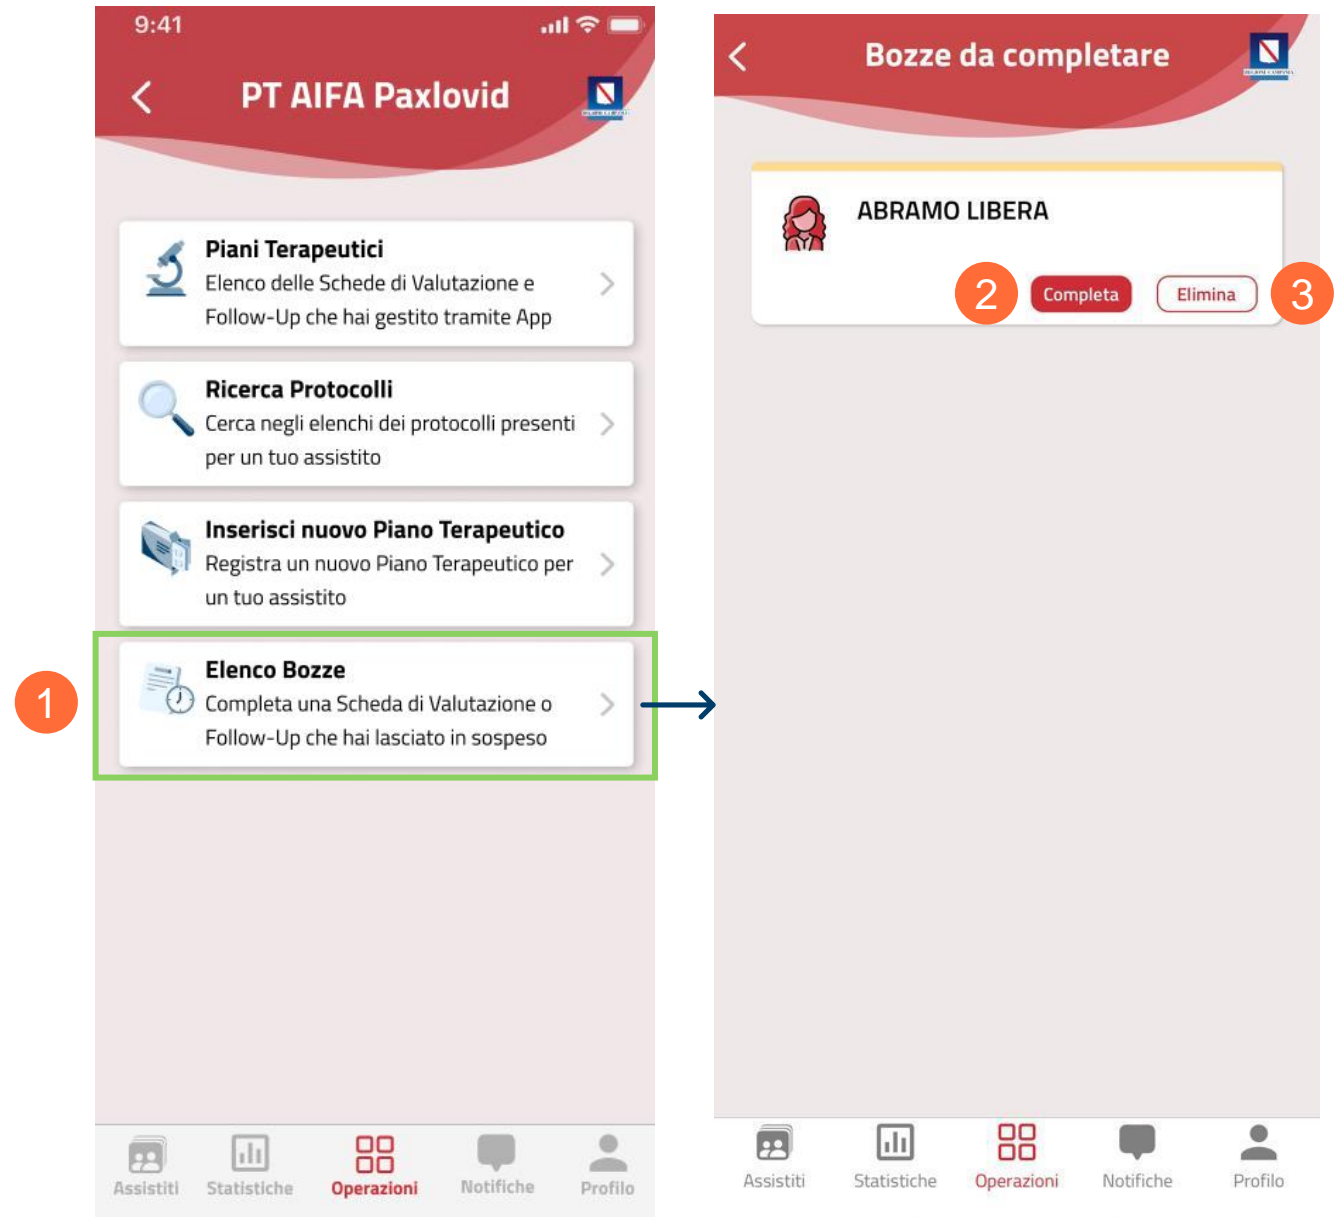 9:41
PT AIFA Paxlovid
Piani Terapeutici
Elenco delle Schede di Valutazione e
Follow-Up che hai gestito tramite App
Ricerca Protocolli
Cerca negli elenchi dei protocolli presenti
per un tuo assistito
Inserisci nuovo Piano Terapeutico
Registra un nuovo Piano Terapeutico per
un tuo assistito
1
Elenco Bozze
Completa una Scheda di Valutazione o
Follow-Up che hai lasciato in sospeso
Assistiti
Statistiche
Operazioni
Notifiche
Profilo
Bozze da completare
REGIONE CAMPANIA
ABRAMO LIBERA
2
Completa
Elimina
3
Assistiti
Statistiche
Operazioni
Notifiche
Profilo